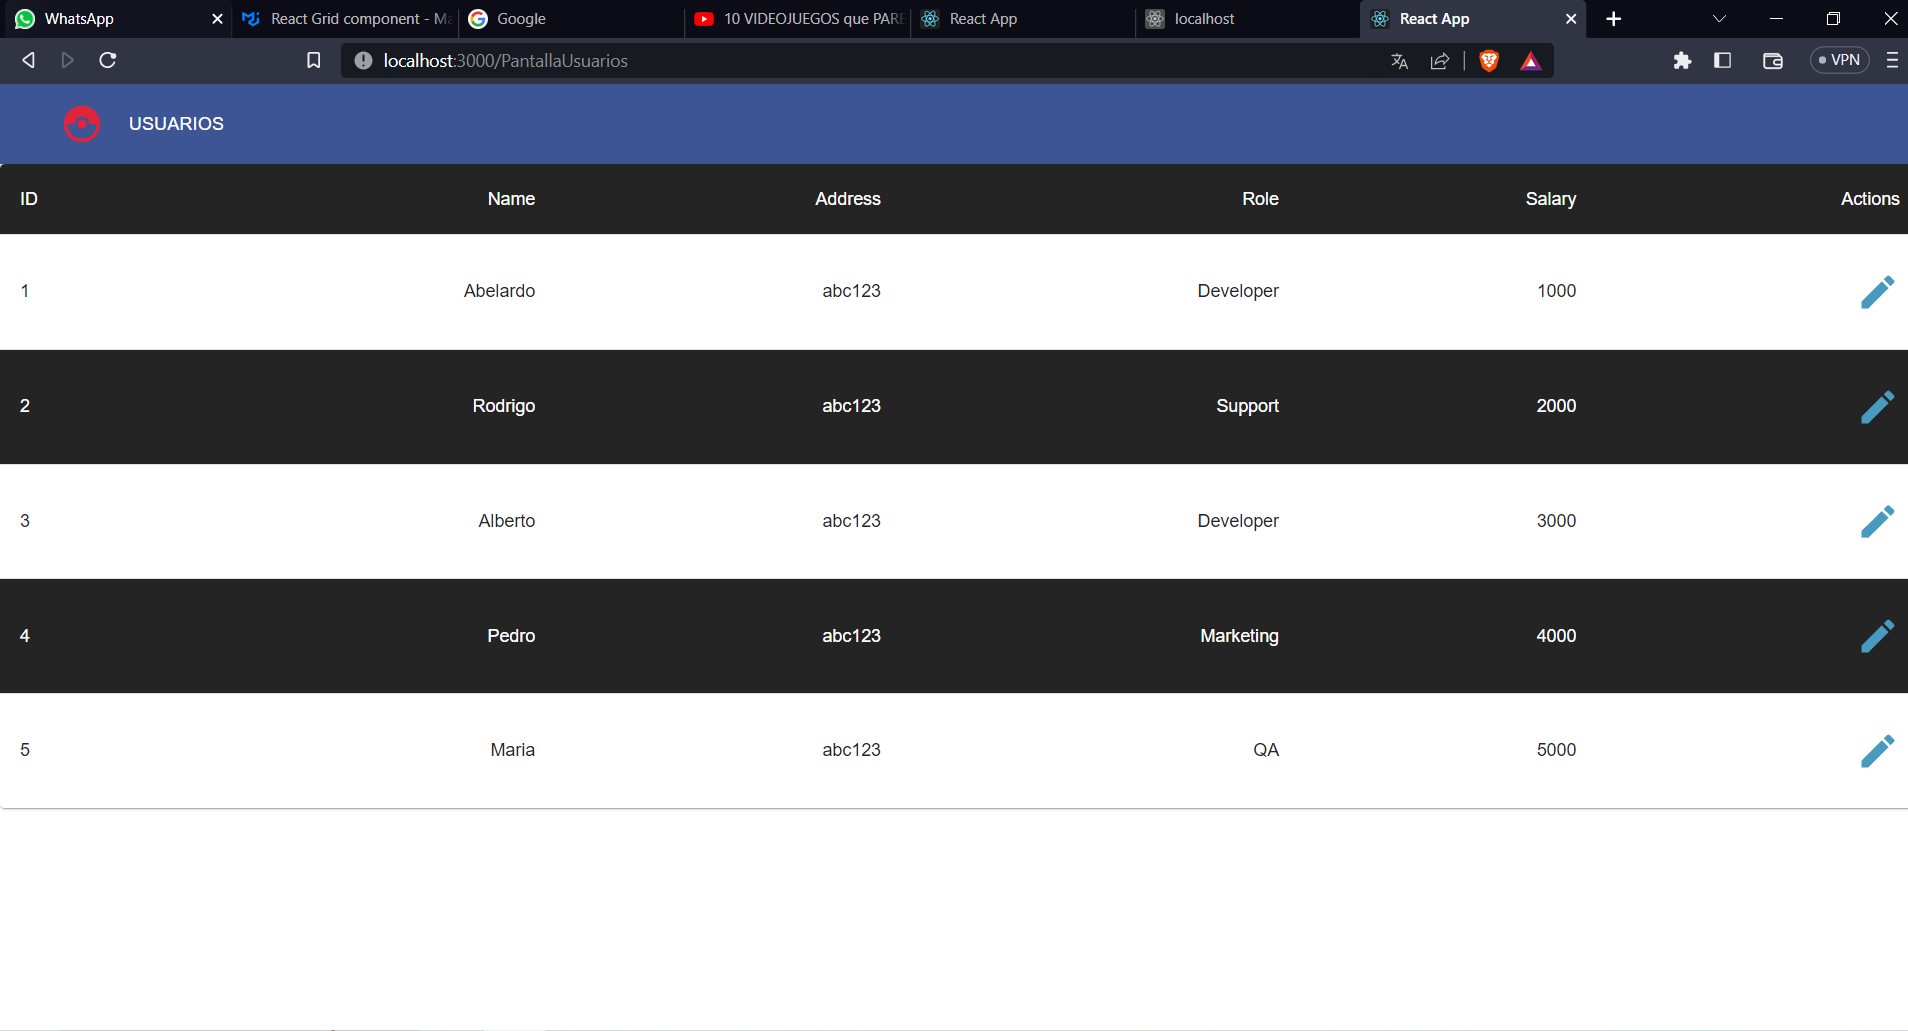 WhatsApp React Grid component - Ma Google 10 VIDEOJUEGOS que PARE React App localhost React App
localhost:3000/PantallaUsuarios VPN
USUARIOS
ID Name Address Role Salary Actions
1 Abelardo abc123 Developer 1000
2 Rodrigo abc123 Support 2000
3 Alberto abc123 Developer 3000
4 Pedro abc123 Marketing 4000
5 Maria abc123 QA 5000